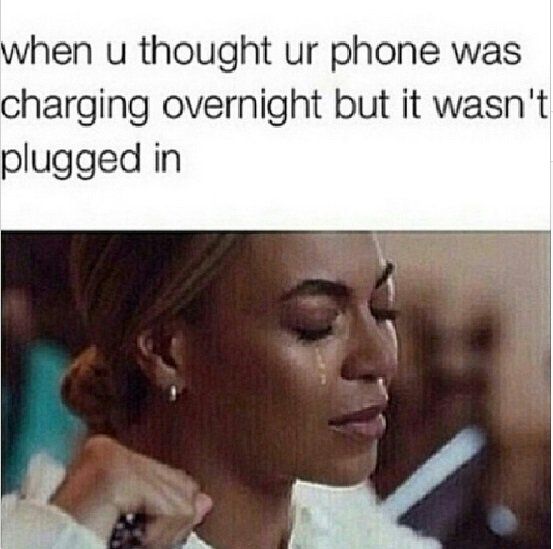 when u thought ur phone was
charging overnight but it wasn't
plugged in